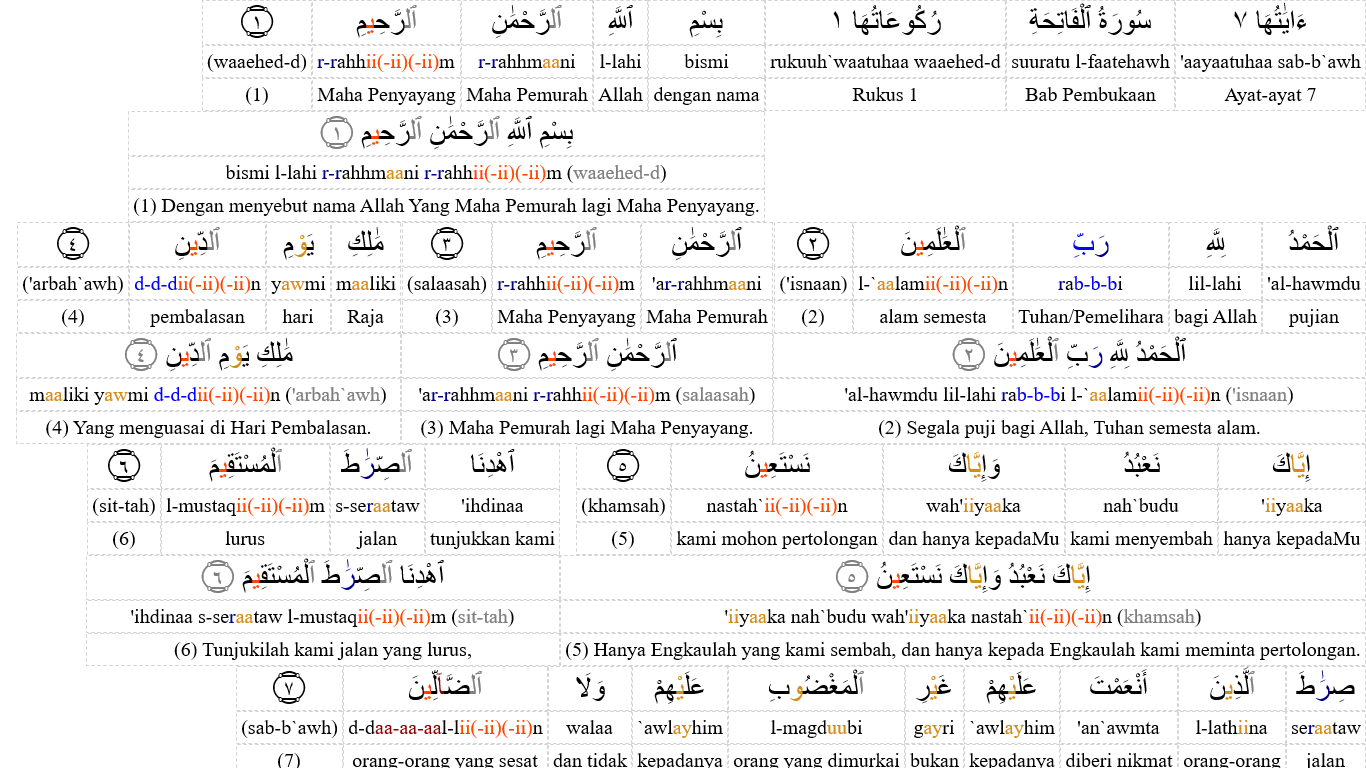 ءَايَٰتُهَا ٧ سُورَةُ ٱلْفَاتِحَةِ رُكُوعَاتُهَا ١ بِسْمِ ٱللَّهِ ٱلرَّحْمَٰنِ ٱلرَّحِيمِ ١
'aayaatuhaa sab-b`awh suuratu l-faatehawh rukuuh`waatuhaa waaehed-d bismi l-lahi r-rahhmaani r-rahhii(-ii)(-ii)m (waaehed-d)
Ayat-ayat 7 Bab Pembukaan Rukus 1 dengan nama Allah Maha Pemurah Maha Penyayang (1)
بِسْمِ ٱللَّهِ ٱلرَّحْمَٰنِ ٱلرَّحِيمِ ١
bismi l-lahi r-rahhmaani r-rahhii(-ii)(-ii)m (waaehed-d)
(1) Dengan menyebut nama Allah Yang Maha Pemurah lagi Maha Penyayang.
ٱلْحَمْدُ لِلَّهِ رَبِّ ٱلْعَٰلَمِينَ ٢ ٱلرَّحْمَٰنِ ٱلرَّحِيمِ ٣ مَٰلِكِ يَوْمِ ٱلدِّينِ ٤
'al-hawmdu lil-lahi rab-b-bi l-`aalamii(-ii)(-ii)n ('isnaan) 'ar-rahhmaani r-rahhii(-ii)(-ii)m (salaasah) maaliki yawmi d-d-dii(-ii)(-ii)n ('arbah`awh)
pujian bagi Allah Tuhan/Pemelihara alam semesta (2) Maha Pemurah Maha Penyayang (3) Raja hari pembalasan (4)
ٱلْحَمْدُ لِلَّهِ رَبِّ ٱلْعَٰلَمِينَ ٢ ٱلرَّحْمَٰنِ ٱلرَّحِيمِ ٣ مَٰلِكِ يَوْمِ ٱلدِّينِ ٤
'al-hawmdu lil-lahi rab-b-bi l-`aalamii(-ii)(-ii)n ('isnaan) 'ar-rahhmaani r-rahhii(-ii)(-ii)m (salaasah) maaliki yawmi d-d-dii(-ii)(-ii)n ('arbah`awh)
(2) Segala puji bagi Allah, Tuhan semesta alam. (3) Maha Pemurah lagi Maha Penyayang. (4) Yang menguasai di Hari Pembalasan.
إِيَّاكَ نَعْبُدُ وَإِيَّاكَ نَسْتَعِينُ ٥ ٱهْدِنَا ٱلصِّرَٰطَ ٱلْمُسْتَقِيمَ ٦
'iiyaaka nah`budu wah'iiyaaka nastah`ii(-ii)(-ii)n (khamsah) 'ihdinaa s-seraataw l-mustaqii(-ii)(-ii)m (sit-tah)
hanya kepadaMu kami menyembah dan hanya kepadaMu kami mohon pertolongan (5) tunjukkan kami jalan lurus (6)
إِيَّاكَ نَعْبُدُ وَإِيَّاكَ نَسْتَعِينُ ٥ ٱهْدِنَا ٱلصِّرَٰطَ ٱلْمُسْتَقِيمَ ٦
'iiyaaka nah`budu wah'iiyaaka nastah`ii(-ii)(-ii)n (khamsah) 'ihdinaa s-seraataw l-mustaqii(-ii)(-ii)m (sit-tah)
(5) Hanya Engkaulah yang kami sembah, dan hanya kepada Engkaulah kami meminta pertolongan. (6) Tunjukilah kami jalan yang lurus,
صِرَٰطَ ٱلَّذِينَ أَنْعَمْتَ عَلَيْهِمْ غَيْرِ ٱلْمَغْضُوبِ عَلَيْهِمْ وَلَا ٱلضَّآلِّينَ ٧
seraataw l-lathiina 'an`awmta `awlayhim gayri l-magduubi `awlayhim walaa d-daa-aa-aal-lii(-ii)(-ii)n (sab-b`awh)
jalan orang-orang diberi nikmat kepadanya bukan orang yang dimurkai kepadanya dan tidak orang-orang yang sesat (7)